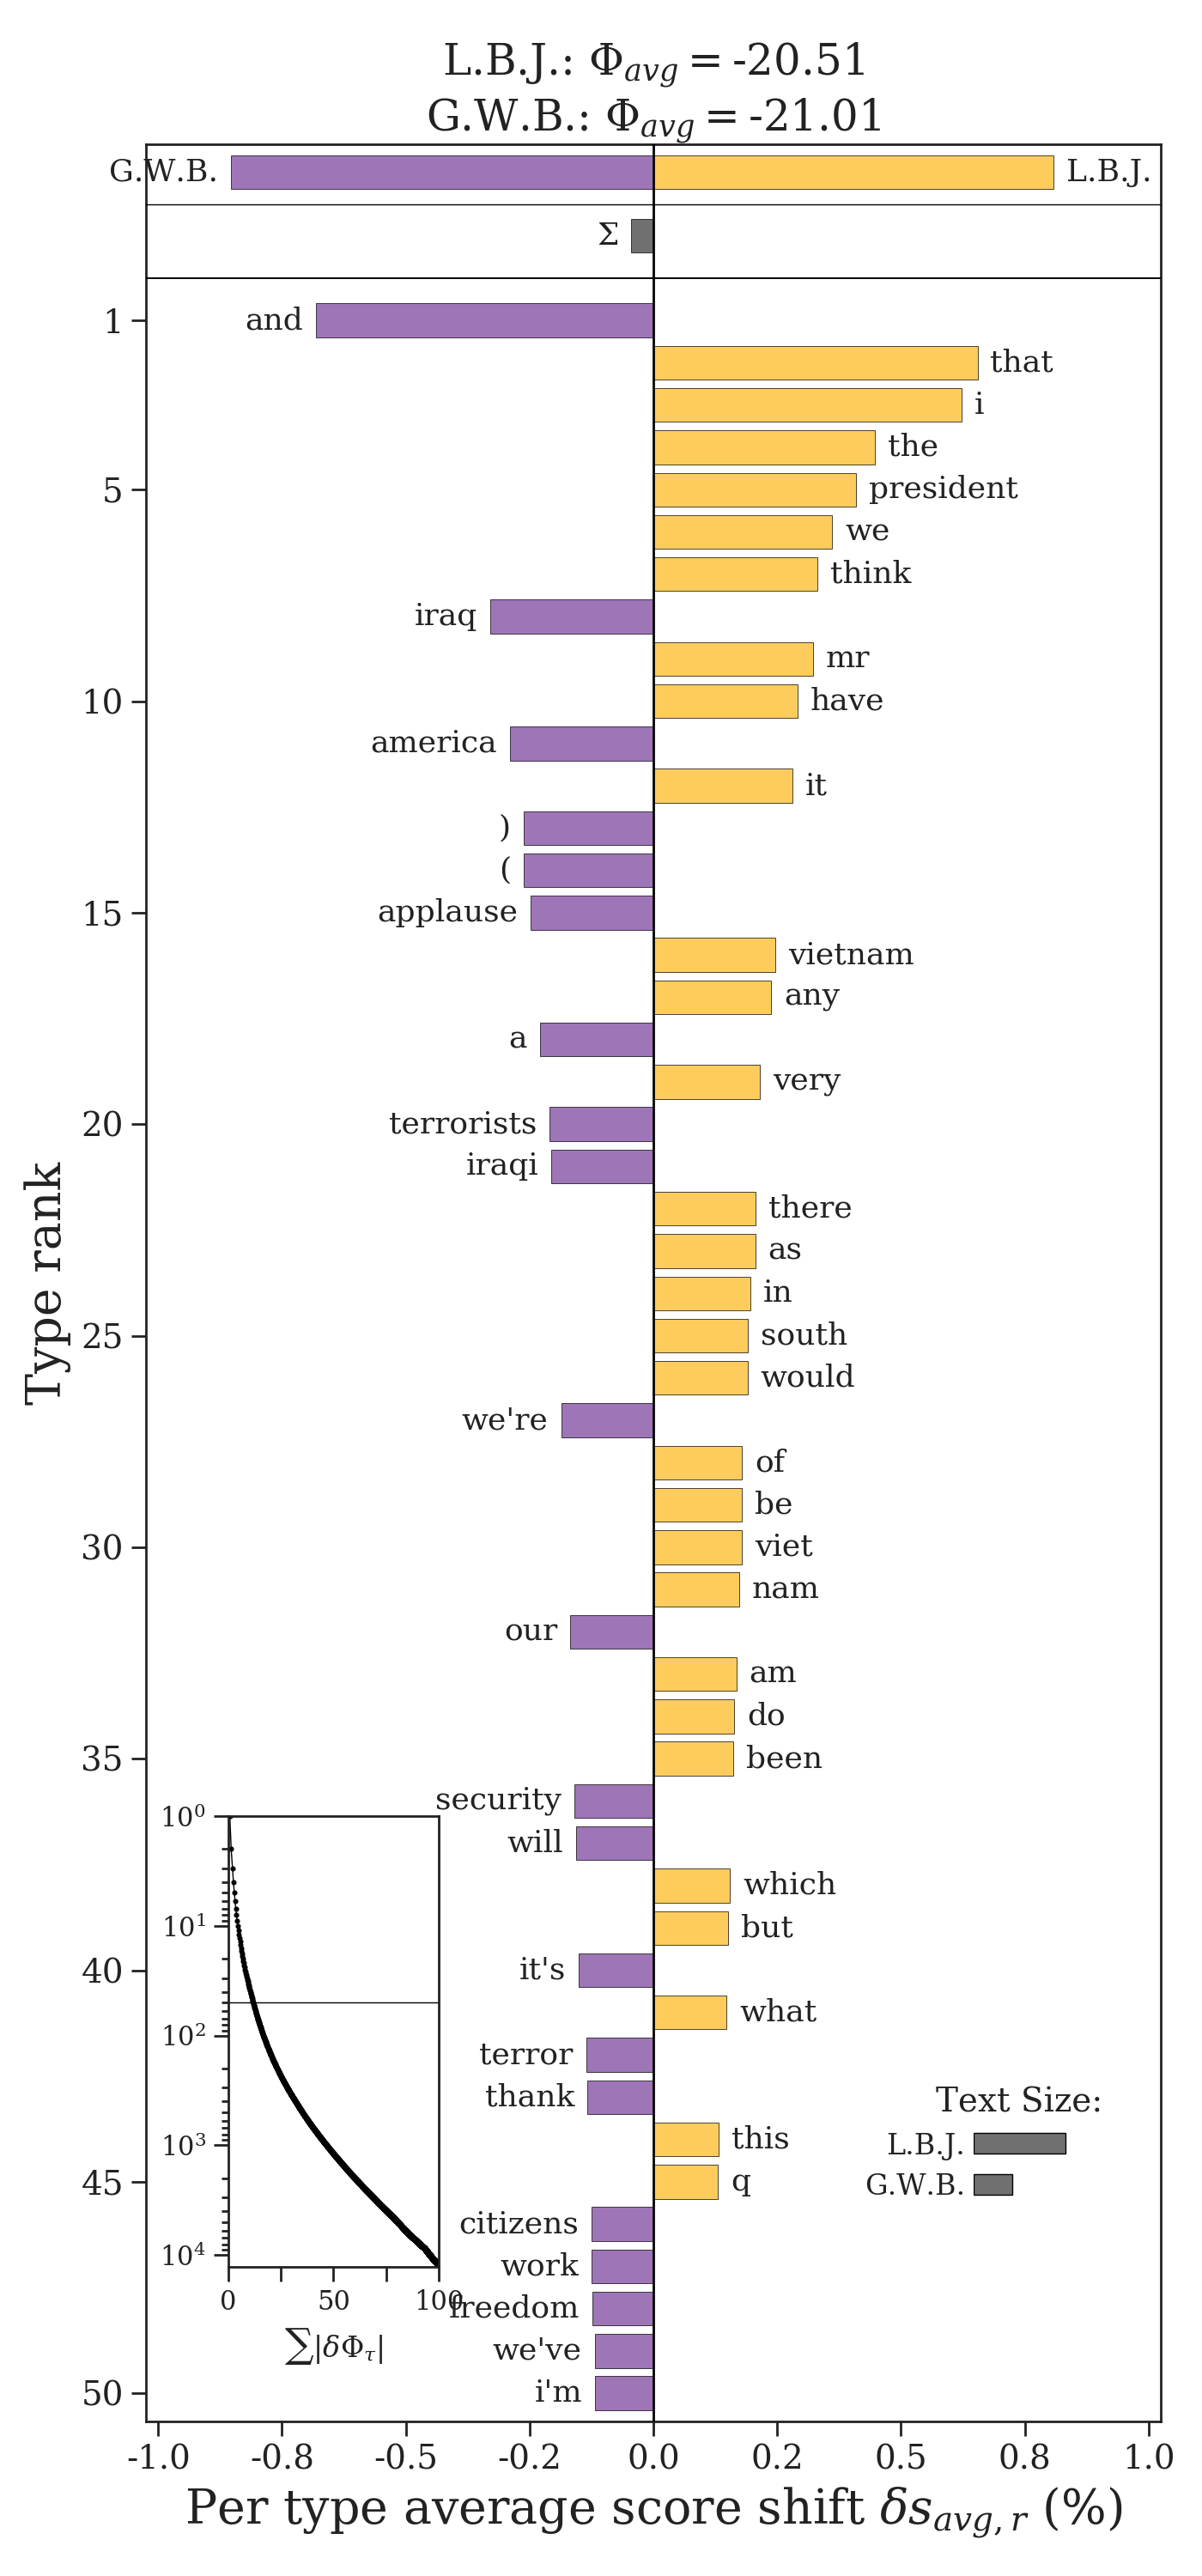 L.B.J.: Φavg = -20.51
G.W.B.: Φavg = -21.01
G.W.B. L.B.J.
Σ
1 and
that
i
the
5 president
we
think
iraq
mr
10 have
america
it
)
(
15 applause
vietnam
any
a
very
20 terrorists
iraqi
there
as
in
25 south
would
we're
of
be
30 viet
nam
our
am
do
35 been
security
will
which
but
40 it's
what
terror
thank
this
45 q
citizens
work
freedom
we've
50 i'm
Type rank
10⁰
10¹
10²
10³
10⁴
0 50 100
∑|δΦτ|
Text Size:
L.B.J.
G.W.B.
-1.0 -0.8 -0.5 -0.2 0.0 0.2 0.5 0.8 1.0
Per type average score shift δsavg, r (%)